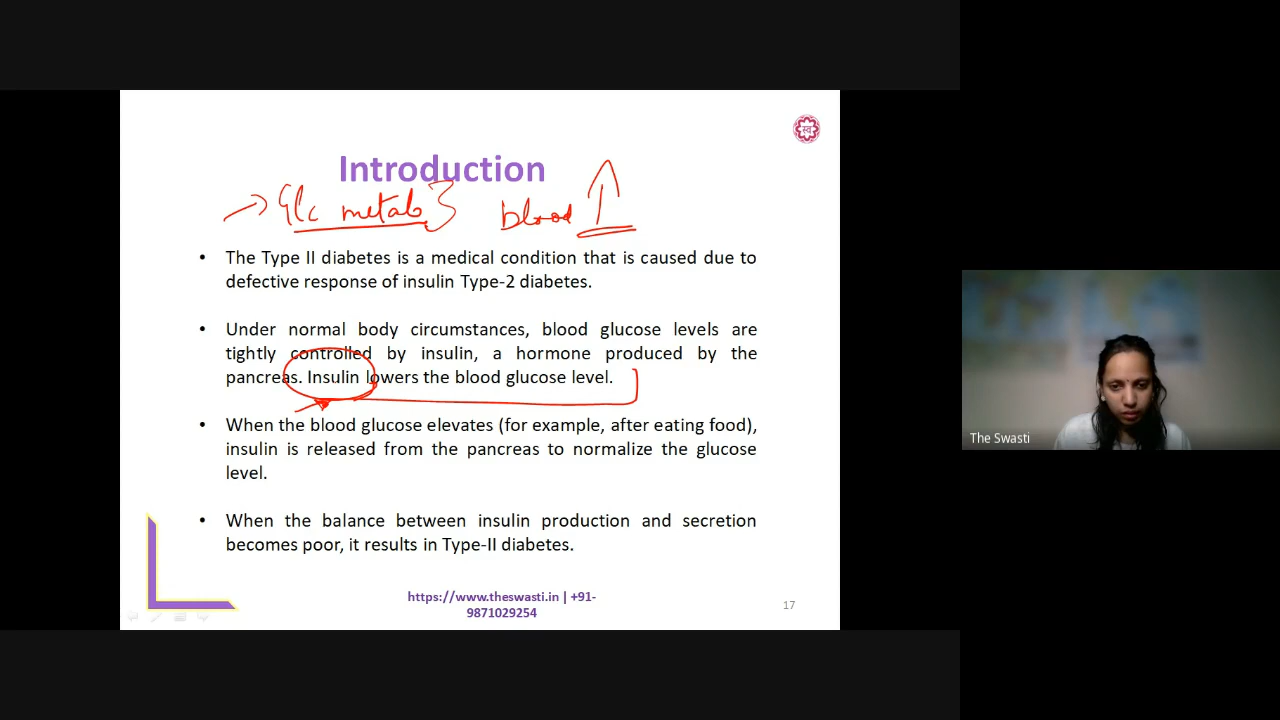 Introduction
→ Glc metab} blood ↑
• The Type II diabetes is a medical condition that is caused due to
defective response of insulin Type-2 diabetes.
• Under normal body circumstances, blood glucose levels are
tightly controlled by insulin, a hormone produced by the
pancreas. Insulin lowers the blood glucose level.
• When the blood glucose elevates (for example, after eating food),
insulin is released from the pancreas to normalize the glucose
level.
• When the balance between insulin production and secretion
becomes poor, it results in Type-II diabetes.
https://www.theswasti.in | +91-
9871029254
17
स्व
The Swasti